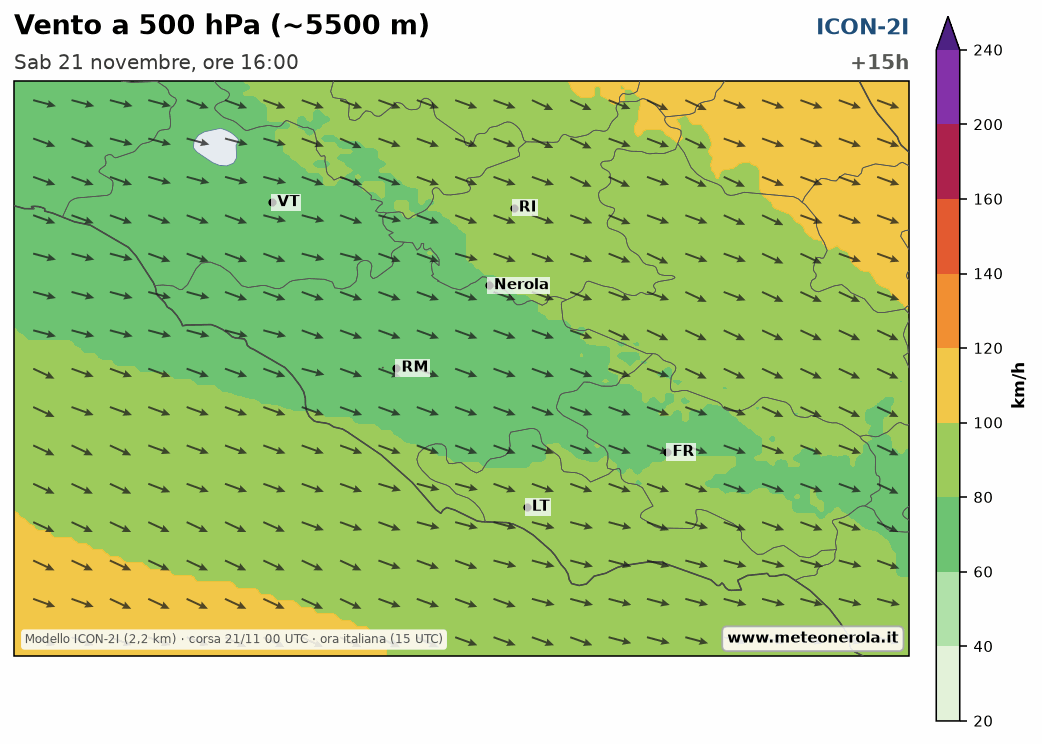 Vento a 500 hPa (~5500 m)
ICON-2I
Sab 21 novembre, ore 16:00
+15h
240
200
160
140
120
100
80
60
40
20
km/h
VT
RI
Nerola
RM
FR
LT
Modello ICON-2I (2,2 km) · corsa 21/11 00 UTC · ora italiana (15 UTC)
www.meteonerola.it